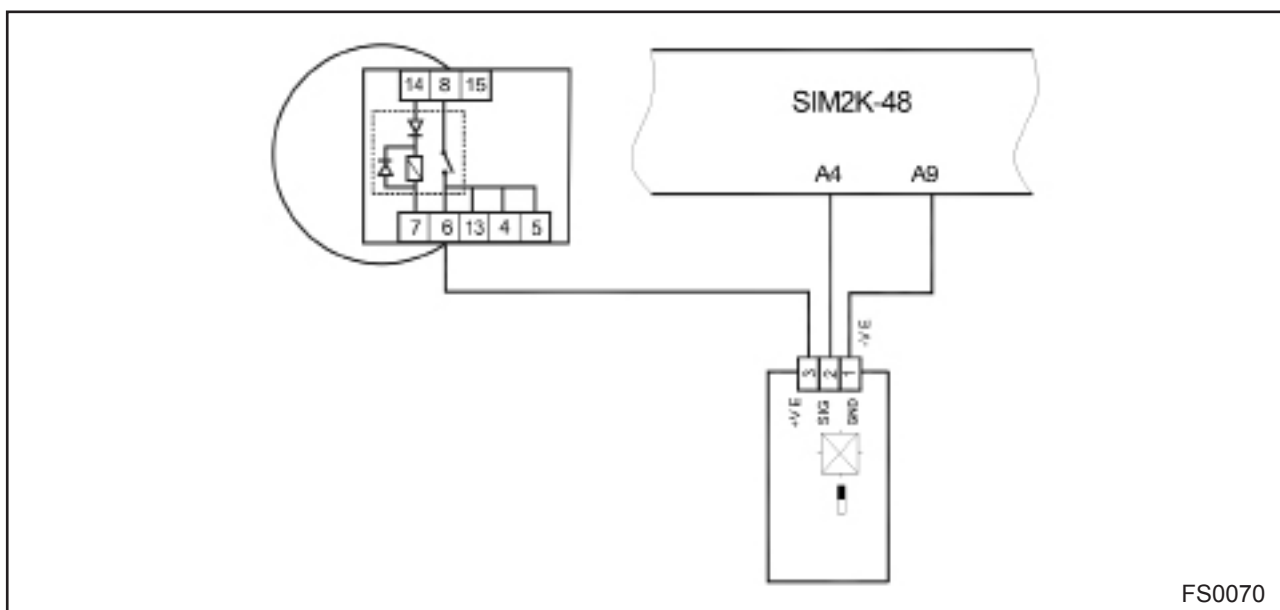 14 8 15
SIM2K-48
A4 A9
7 6 13 4 5
-VE
3 2 1
+VE SIG GND
FS0070